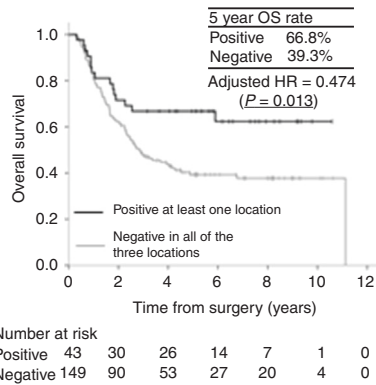 5 year OS rate
Positive 66.8%
Negative 39.3%
Adjusted HR = 0.474
(P = 0.013)
Overall survival
1.0
0.8
0.6
0.4
0.2
0.0
Positive at least one location
Negative in all of the
three locations
0 2 4 6 8 10 12
Time from surgery (years)
Number at risk
Positive 43 30 26 14 7 1 0
Negative 149 90 53 27 20 4 0